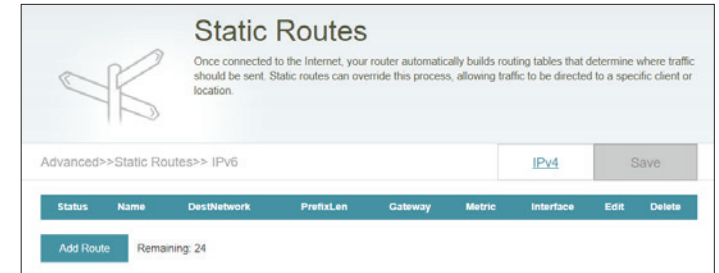 Static Routes
Once connected to the Internet, your router automatically builds routing tables that determine where traffic
should be sent. Static routes can override this process, allowing traffic to be directed to a specific client or
location.
Advanced>>Static Routes>> IPv6
IPv4
Save
Status Name DestNetwork PrefixLen Gateway Metric Interface Edit Delete
Add Route Remaining: 24